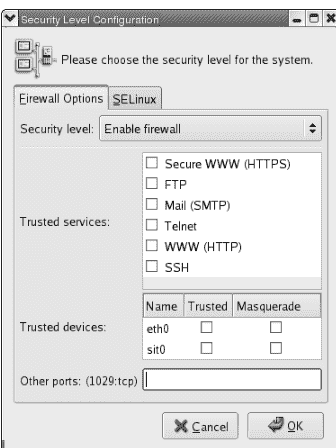 Security Level Configuration
Please choose the security level for the system.
Firewall Options
SELinux
Security level: Enable firewall
Trusted services:
Secure WWW (HTTPS)
FTP
Mail (SMTP)
Telnet
WWW (HTTP)
SSH
Trusted devices:
Name Trusted Masquerade
eth0
sit0
Other ports: (1029:tcp)
Cancel OK